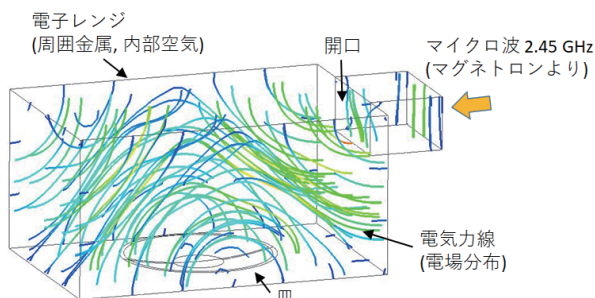 電子レンジ
(周囲金属, 内部空気)
開口
マイクロ波 2.45 GHz
(マグネトロンより)
電気力線
(電場分布)
皿